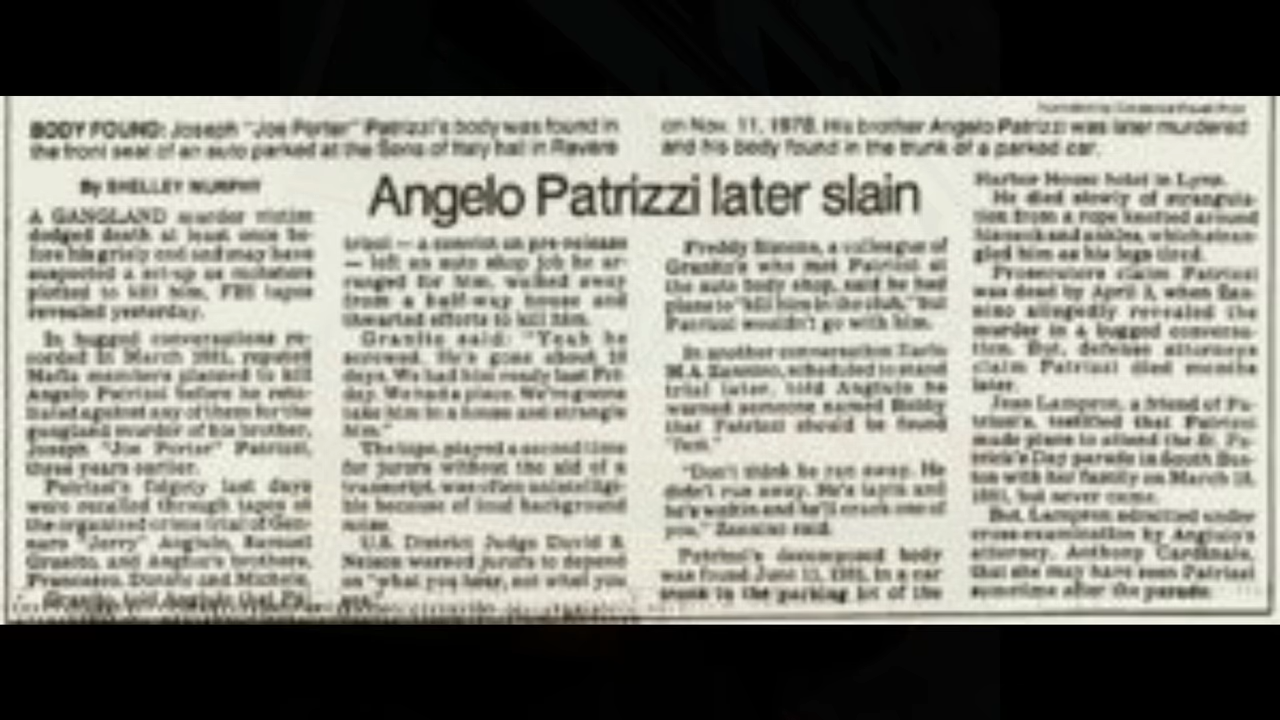 BODY FOUND: Joseph "Joe Porter" Patrizzi's body was found in
the front seat of an auto parked at the Sons of Italy hall in Revere
on Nov. 11, 1978. His brother Angelo Patrizzi was later murdered
and his body found in the trunk of a parked car.
Angelo Patrizzi later slain
By SHELLEY MURPHY
A GANGLAND murder victim
dodged death at least once be-
fore his grisly end and may have
suspected a set-up as mobsters
plotted to kill him, FBI tapes
revealed yesterday.
In bugged conversations re-
corded in March 1981, reputed
Mafia members planned to kill
Angelo Patrizzi before he reta-
liated against any of them for the
gangland murder of his brother,
Joseph "Joe Porter" Patrizzi,
three years earlier.
Patrizzi's fidgety last days
were recalled through tapes at
the organized crime trial of Gen-
naro "Jerry" Angiulo, Samuel
Granito, and Angiulo's brothers,
Francesco, Donato and Michele.
Granito told Angiulo that Pa-
trizzi — a convict on pre-release
— left an auto shop job he ar-
ranged for him, walked away
from a half-way house and
thwarted efforts to kill him.
Granito said: "Yeah he
screwed. He's gone about 10
days. We had him ready last Fri-
day. We had a place. We're gonna
take him to a house and strangle
him."
The tape, played a second time
for jurors without the aid of a
transcript, was often unintelligi-
ble because of loud background
noise.
U.S. District Judge David S.
Nelson warned jurors to depend
on "what you hear, not what you
see."
Freddy Simone, a colleague of
Granito's who met Patrizzi at
the auto body shop, said he had
plans to "kill him in the club," but
Patrizzi wouldn't go with him.
In another conversation Ilario
M.A. Zannino, scheduled to stand
trial later, told Angiulo he
warned someone named Bobby
that Patrizzi should be found
"fast."
"Don't think he ran away. He
didn't run away. He's layin and
he's waitin and he'll crack one of
you," Zannino said.
Patrizzi's decomposed body
was found June 11, 1981, in a car
trunk in the parking lot of the
Harbor House hotel in Lynn.
He died slowly of strangula-
tion from a rope knotted around
his neck and ankles, which stran-
gled him as his legs tired.
Prosecutors claim Patrizzi
was dead by April 3, when Zan-
nino allegedly revealed the
murder in a bugged conversa-
tion. But, defense attorneys
claim Patrizzi died months
later.
Jean Lampron, a friend of Pa-
trizzi's, testified that Patrizzi
made plans to attend the St. Pa-
trick's Day parade in South Bos-
ton with her family on March 15,
1981, but never came.
But, Lampron admitted under
cross-examination by Angiulo's
attorney, Anthony Cardinale,
that she may have seen Patrizzi
sometime after the parade.